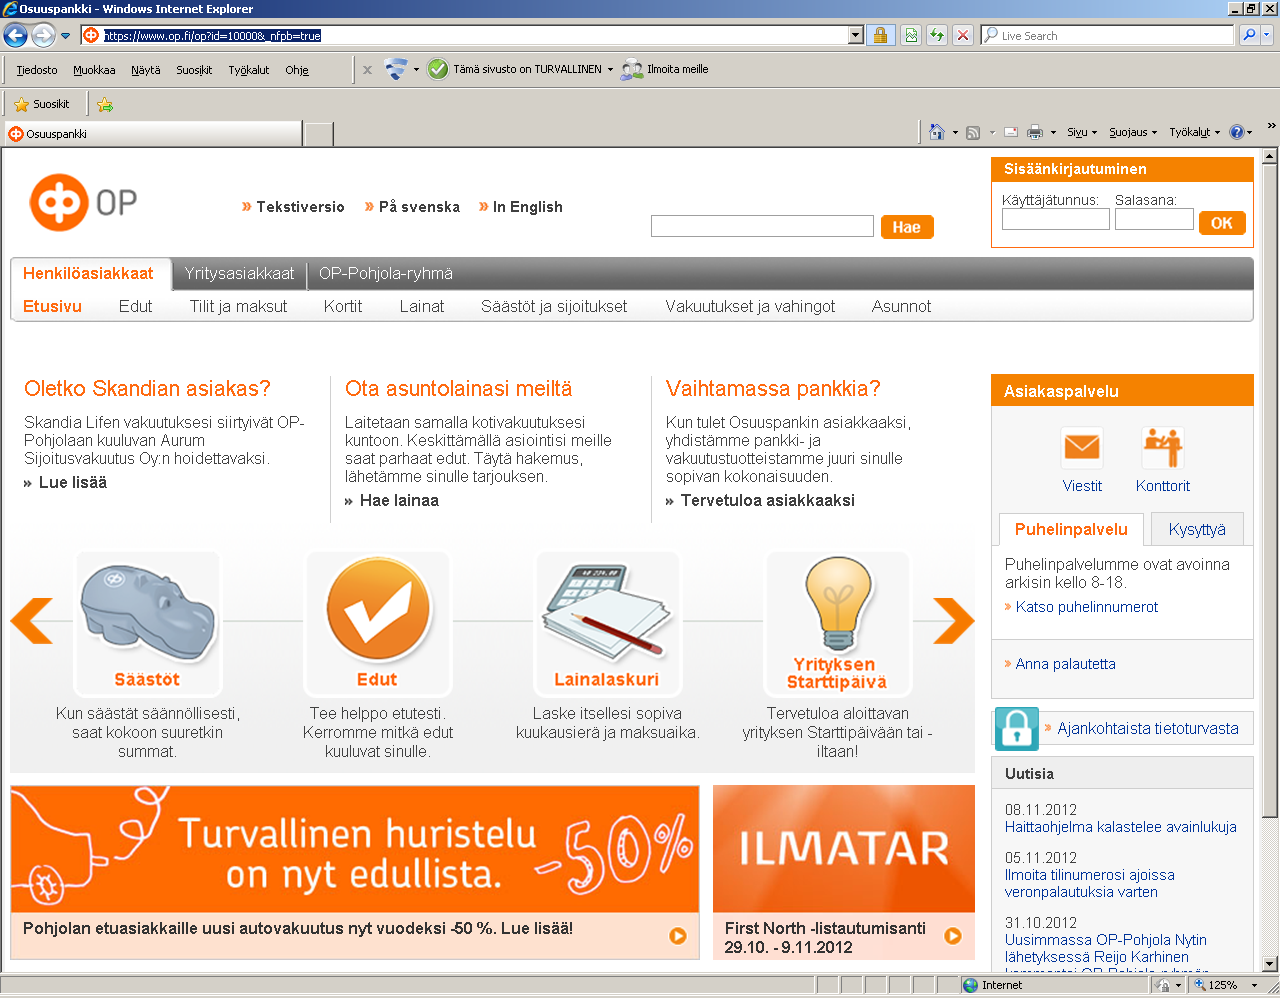 Osuuspankki - Windows Internet Explorer
https://www.op.fi/op?id=10000&_nfpb=true
Live Search
Tiedosto Muokkaa Näytä Suosikit Työkalut Ohje
x
Tämä sivusto on TURVALLINEN
Ilmoita meille
Suosikit
Osuuspankki
Sivu Suojaus Työkalut
OP
Tekstiversio På svenska In English
Hae
Sisäänkirjautuminen
Käyttäjätunnus: Salasana:
OK
Henkilöasiakkaat Yritysasiakkaat OP-Pohjola-ryhmä
Etusivu Edut Tilit ja maksut Kortit Lainat Säästöt ja sijoitukset Vakuutukset ja vahingot Asunnot
Oletko Skandian asiakas?
Skandia Lifen vakuutuksesi siirtyivät OP-
Pohjolaan kuuluvan Aurum
Sijoitusvakuutus Oy:n hoidettavaksi.
» Lue lisää
Ota asuntolainasi meiltä
Laitetaan samalla kotivakuutuksesi
kuntoon. Keskittämällä asiointisi meille
saat parhaat edut. Täytä hakemus,
lähetämme sinulle tarjouksen.
» Hae lainaa
Vaihtamassa pankkia?
Kun tulet Osuuspankin asiakkaaksi,
yhdistämme pankki- ja
vakuutustuotteistamme juuri sinulle
sopivan kokonaisuuden.
» Tervetuloa asiakkaaksi
Säästöt
Kun säästät säännöllisesti,
saat kokoon suuretkin
summat.
Edut
Tee helppo etutesti.
Kerromme mitkä edut
kuuluvat sinulle.
Lainalaskuri
Laske itsellesi sopiva
kuukausierä ja maksuaika.
Yrityksen
Starttipäivä
Tervetuloa aloittavan
yrityksen Starttipäivään tai -
iltaan!
Turvallinen huristelu
on nyt edullista.
-50%
Pohjolan etuasiakkaille uusi autovakuutus nyt vuodeksi -50 %. Lue lisää!
ILMATAR
First North -listautumisanti
29.10. - 9.11.2012
Asiakaspalvelu
Viestit Konttorit
Puhelinpalvelu Kysyttyä
Puhelinpalvelumme ovat avoinna
arkisin kello 8-18.
» Katso puhelinnumerot
» Anna palautetta
» Ajankohtaista tietoturvasta
Uutisia
08.11.2012
Haittaohjelma kalastelee avainlukuja
05.11.2012
Ilmoita tilinumerosi ajoissa
veronpalautuksia varten
31.10.2012
Uusimmassa OP-Pohjola Nytin
lähetyksessä Reijo Karhinen
Internet
125%